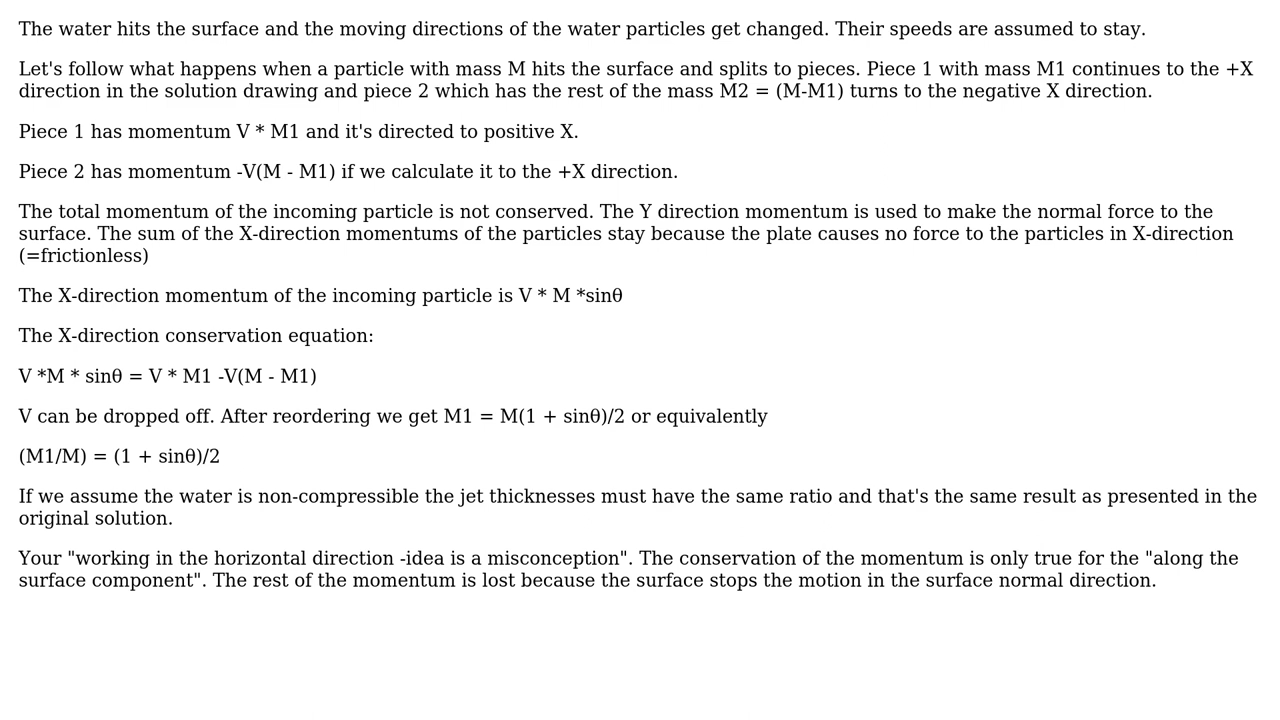 The water hits the surface and the moving directions of the water particles get changed. Their speeds are assumed to stay.
Let's follow what happens when a particle with mass M hits the surface and splits to pieces. Piece 1 with mass M1 continues to the +X
direction in the solution drawing and piece 2 which has the rest of the mass M2 = (M-M1) turns to the negative X direction.
Piece 1 has momentum V * M1 and it's directed to positive X.
Piece 2 has momentum -V(M - M1) if we calculate it to the +X direction.
The total momentum of the incoming particle is not conserved. The Y direction momentum is used to make the normal force to the
surface. The sum of the X-direction momentums of the particles stay because the plate causes no force to the particles in X-direction
(=frictionless)
The X-direction momentum of the incoming particle is V * M *sinθ
The X-direction conservation equation:
V *M * sinθ = V * M1 -V(M - M1)
V can be dropped off. After reordering we get M1 = M(1 + sinθ)/2 or equivalently
(M1/M) = (1 + sinθ)/2
If we assume the water is non-compressible the jet thicknesses must have the same ratio and that's the same result as presented in the
original solution.
Your "working in the horizontal direction -idea is a misconception". The conservation of the momentum is only true for the "along the
surface component". The rest of the momentum is lost because the surface stops the motion in the surface normal direction.